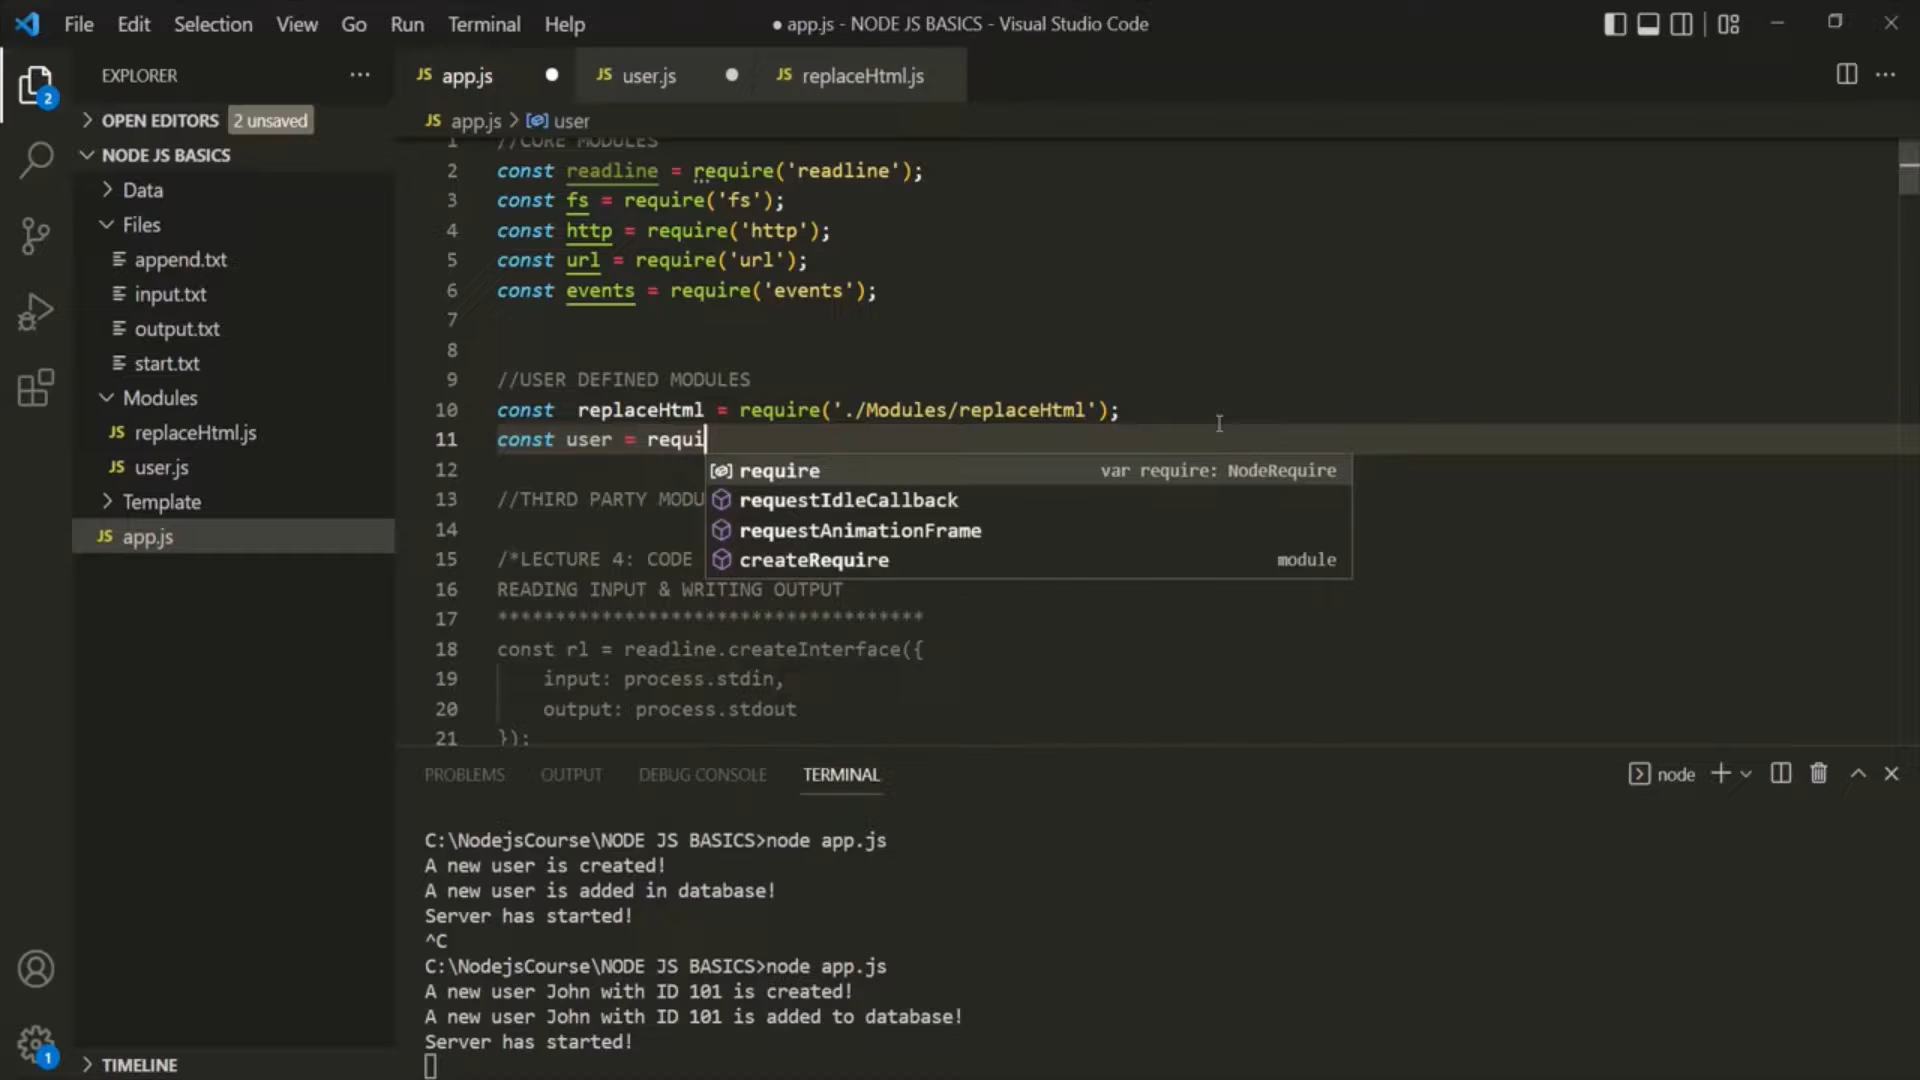 File Edit Selection View Go Run Terminal Help
● app.js - NODE JS BASICS - Visual Studio Code
EXPLORER
2
OPEN EDITORS 2 unsaved
NODE JS BASICS
Data
Files
append.txt
input.txt
output.txt
start.txt
Modules
JS replaceHtml.js
JS user.js
Template
JS app.js
1
TIMELINE
JS app.js
JS user.js
JS replaceHtml.js
JS app.js > user
1 //CORE MODULES
2 const readline = require('readline');
3 const fs = require('fs');
4 const http = require('http');
5 const url = require('url');
6 const events = require('events');
7
8
9 //USER DEFINED MODULES
10 const  replaceHtml = require('./Modules/replaceHtml');
11 const user = requi
12
13 //THIRD PARTY MODU
14
15 /*LECTURE 4: CODE
16 READING INPUT & WRITING OUTPUT
17 *************************************
18 const rl = readline.createInterface({
19     input: process.stdin,
20     output: process.stdout
21 });
require var require: NodeRequire
requestIdleCallback
requestAnimationFrame
createRequire module
PROBLEMS OUTPUT DEBUG CONSOLE TERMINAL
node
C:\NodejsCourse\NODE JS BASICS>node app.js
A new user is created!
A new user is added in database!
Server has started!
^C
C:\NodejsCourse\NODE JS BASICS>node app.js
A new user John with ID 101 is created!
A new user John with ID 101 is added to database!
Server has started!